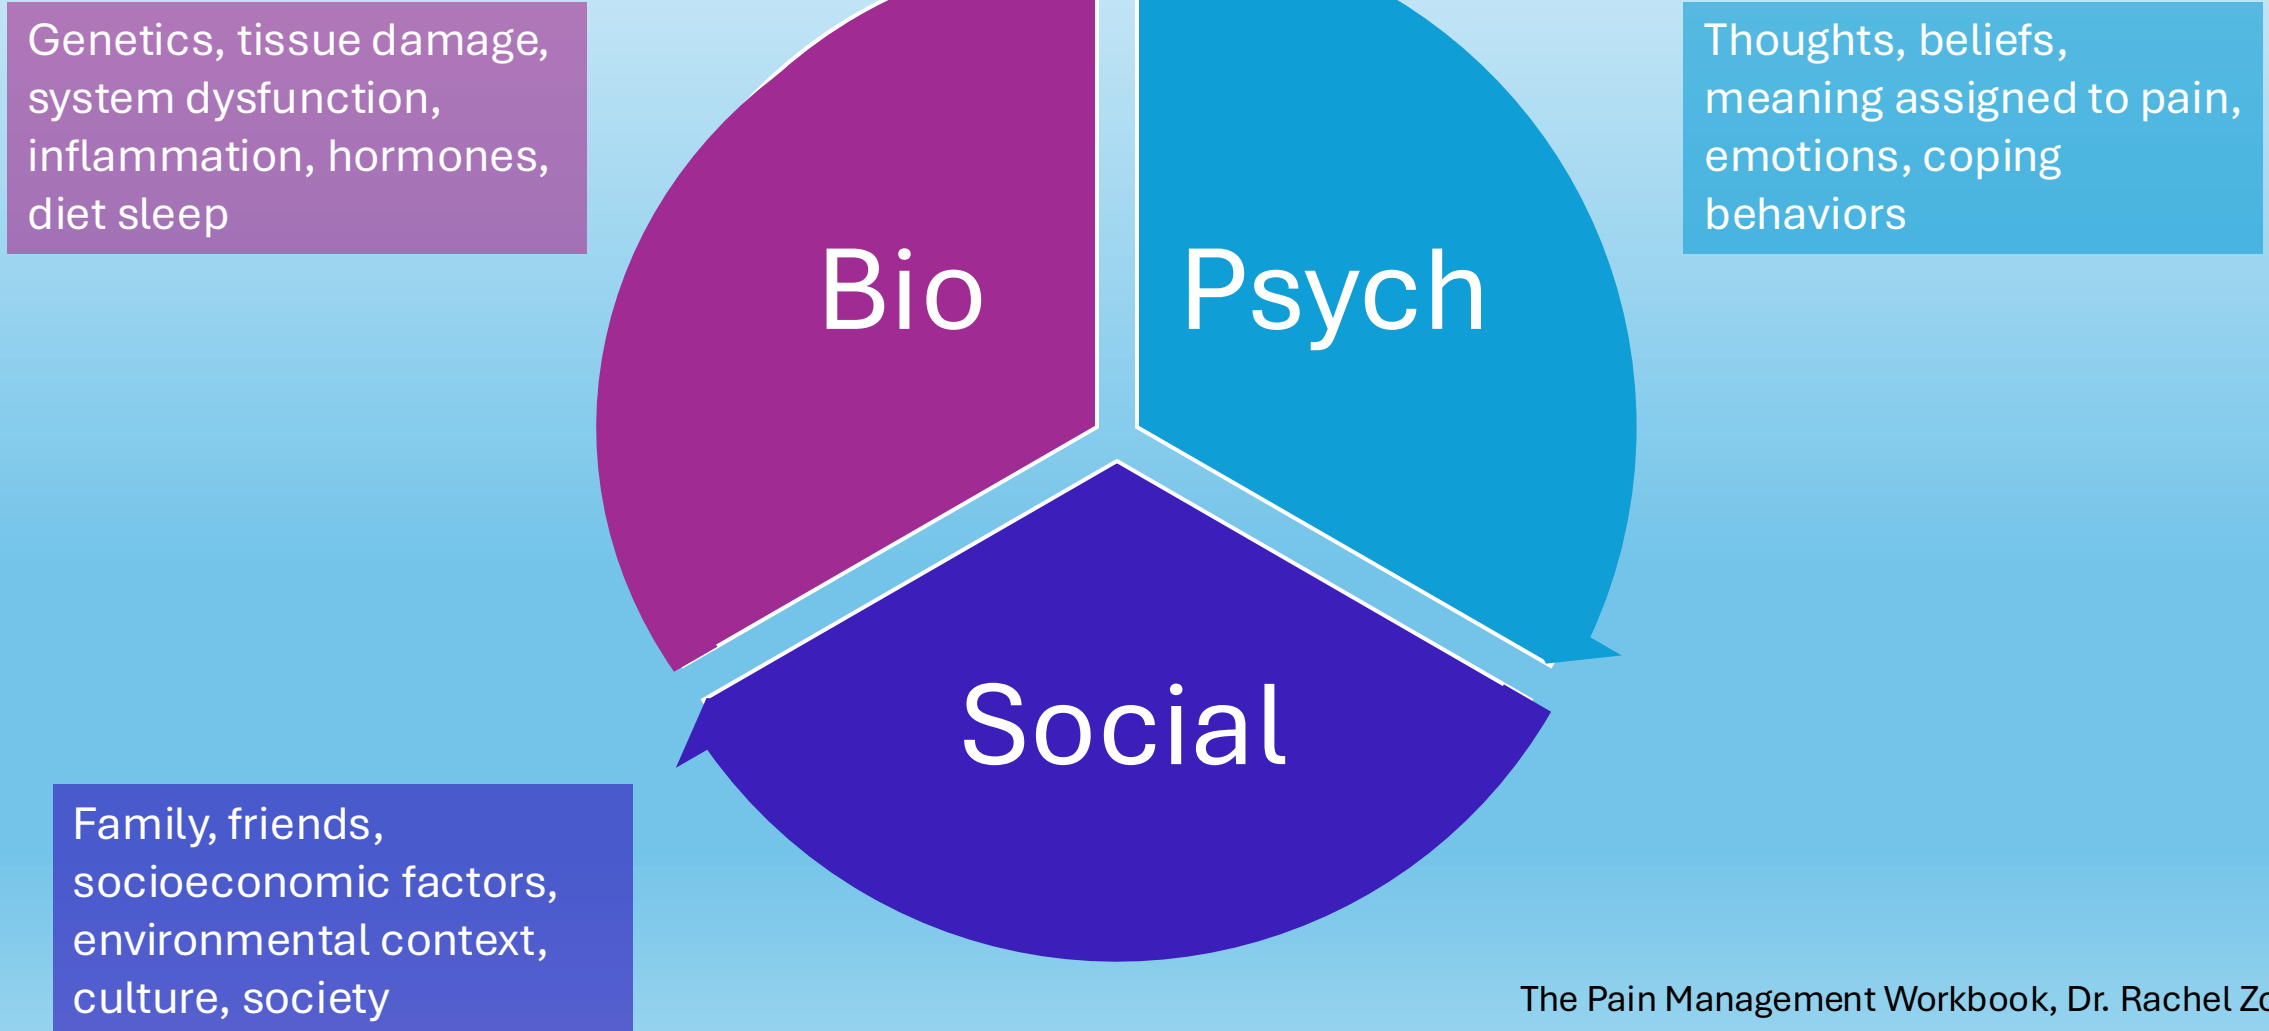 Genetics, tissue damage,
system dysfunction,
inflammation, hormones,
diet sleep
Thoughts, beliefs,
meaning assigned to pain,
emotions, coping
behaviors
Bio
Psych
Social
Family, friends,
socioeconomic factors,
environmental context,
culture, society
The Pain Management Workbook, Dr. Rachel